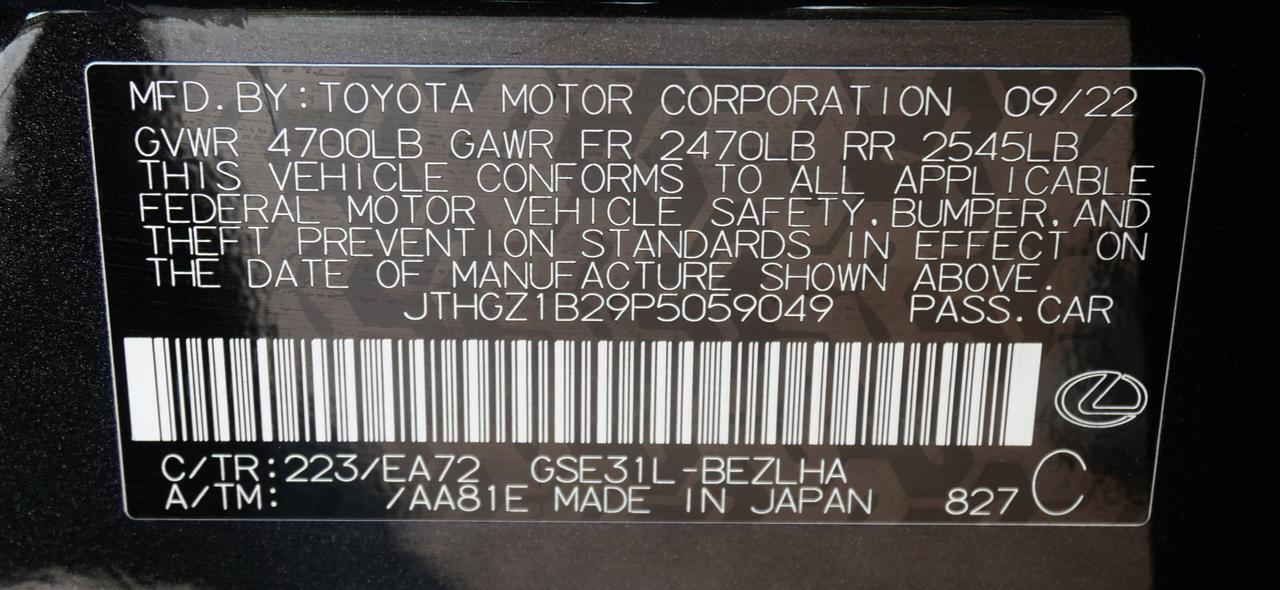 MFD. BY: TOYOTA MOTOR CORPORATION 09/22
GVWR 4700LB GAWR FR 2470LB RR 2545LB
THIS VEHICLE CONFORMS TO ALL APPLICABLE
FEDERAL MOTOR VEHICLE SAFETY, BUMPER, AND
THEFT PREVENTION STANDARDS IN EFFECT ON
THE DATE OF MANUFACTURE SHOWN ABOVE.
JTHGZ1B29P5059049 PASS. CAR
C/TR: 223/EA72 GSE31L-BEZLHA
A/TM: /AA81E MADE IN JAPAN 827 C